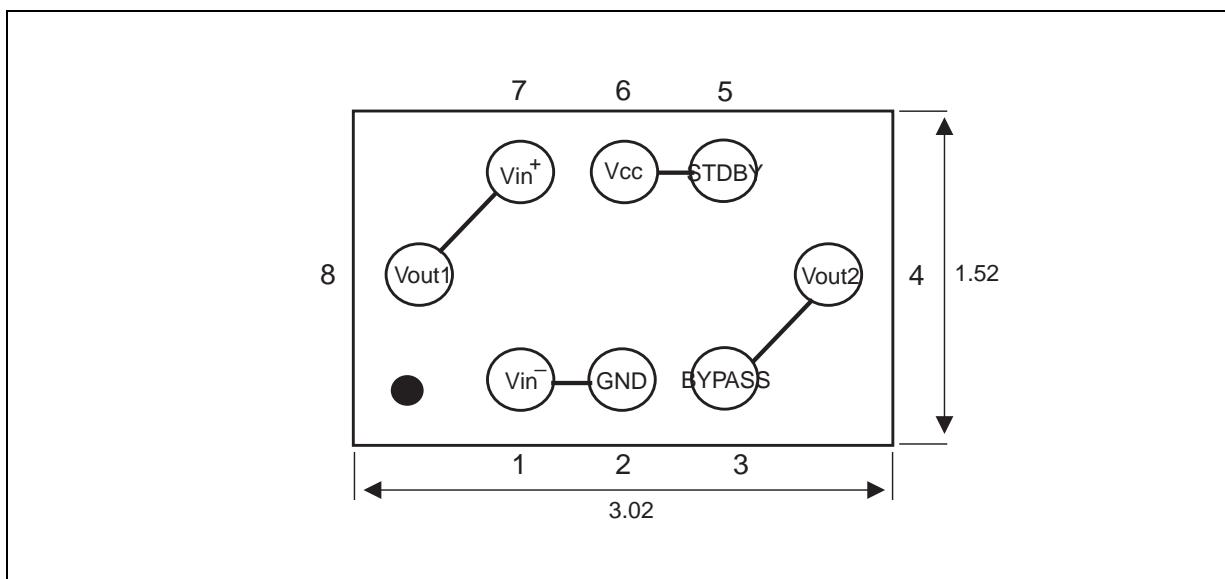 7 6 5
Vin+ Vcc STDBY
8 Vout1 Vout2 4 1.52
Vin– GND BYPASS
1 2 3
3.02